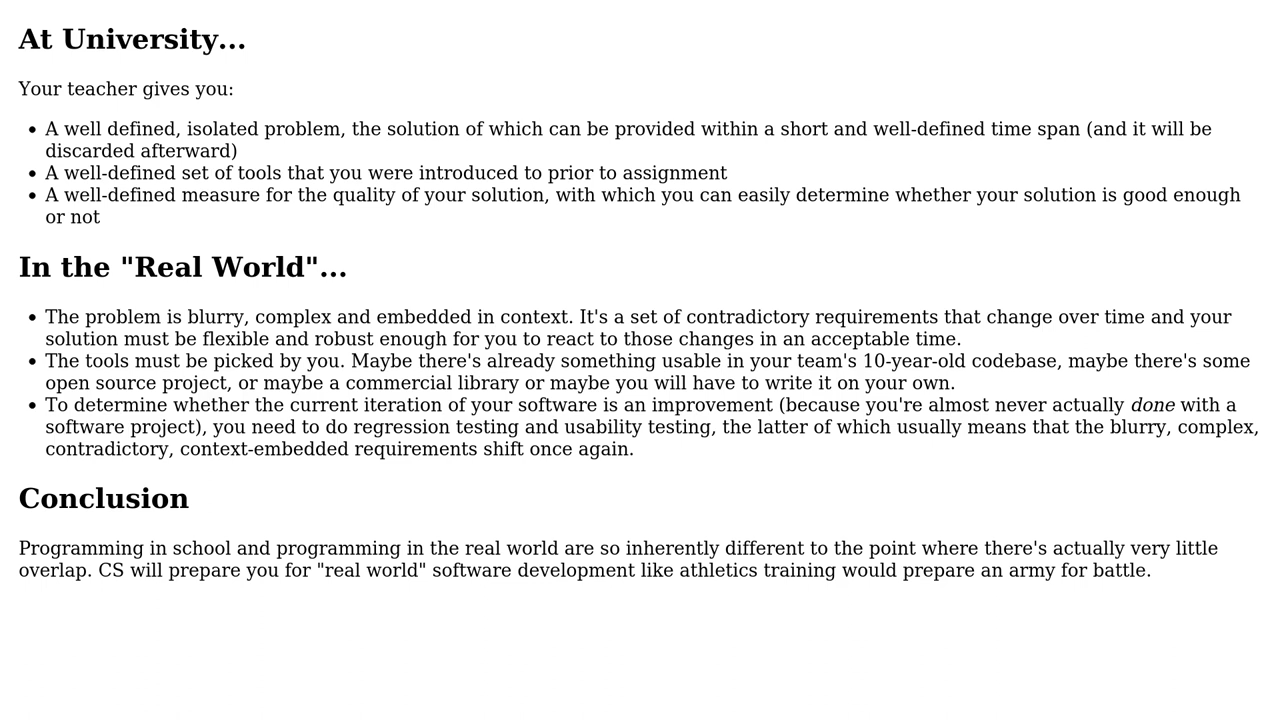 At University...
Your teacher gives you:
• A well defined, isolated problem, the solution of which can be provided within a short and well-defined time span (and it will be
discarded afterward)
• A well-defined set of tools that you were introduced to prior to assignment
• A well-defined measure for the quality of your solution, with which you can easily determine whether your solution is good enough
or not
In the "Real World"...
• The problem is blurry, complex and embedded in context. It's a set of contradictory requirements that change over time and your
solution must be flexible and robust enough for you to react to those changes in an acceptable time.
• The tools must be picked by you. Maybe there's already something usable in your team's 10-year-old codebase, maybe there's some
open source project, or maybe a commercial library or maybe you will have to write it on your own.
• To determine whether the current iteration of your software is an improvement (because you're almost never actually done with a
software project), you need to do regression testing and usability testing, the latter of which usually means that the blurry, complex,
contradictory, context-embedded requirements shift once again.
Conclusion
Programming in school and programming in the real world are so inherently different to the point where there's actually very little
overlap. CS will prepare you for "real world" software development like athletics training would prepare an army for battle.